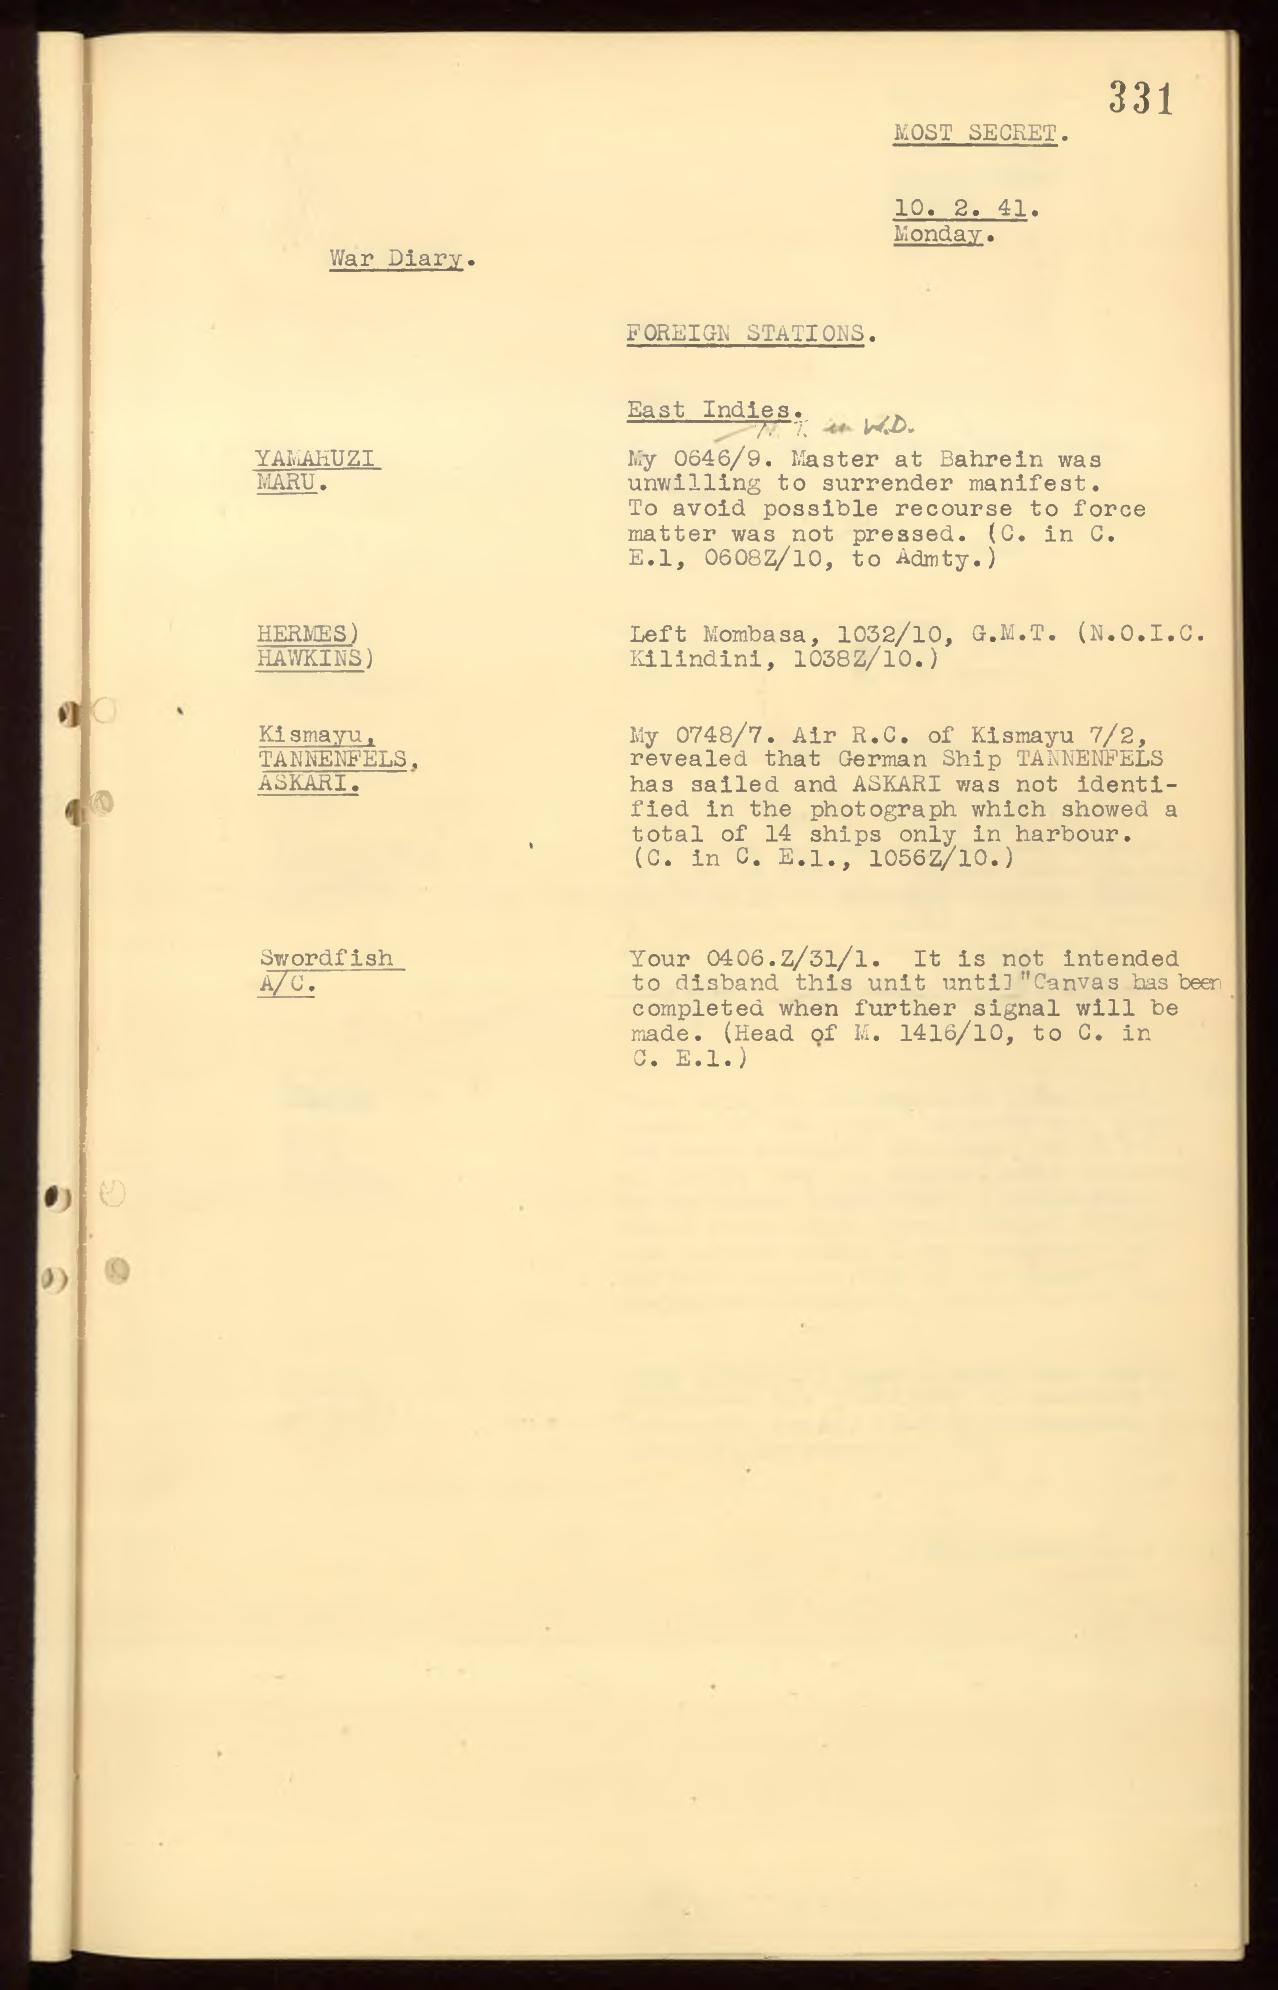 331
MOST SECRET.
10. 2. 41.
Monday.
War Diary.
FOREIGN STATIONS.
East Indies.
in W.D.
YAMAHUZI
MARU.
My 0646/9. Master at Bahrein was
unwilling to surrender manifest.
To avoid possible recourse to force
matter was not pressed. (C. in C.
E.1, 0608Z/10, to Admty.)
HERMES)
HAWKINS)
Left Mombasa, 1032/10, G.M.T. (N.O.I.C.
Kilindini, 1038Z/10.)
Kismayu,
TANNENFELS,
ASKARI.
My 0748/7. Air R.C. of Kismayu 7/2,
revealed that German Ship TANNENFELS
has sailed and ASKARI was not identi-
fied in the photograph which showed a
total of 14 ships only in harbour.
(C. in C. E.1., 1056Z/10.)
Swordfish
A/C.
Your 0406.Z/31/1. It is not intended
to disband this unit until "Canvas has been
completed when further signal will be
made. (Head of M. 1416/10, to C. in
C. E.1.)